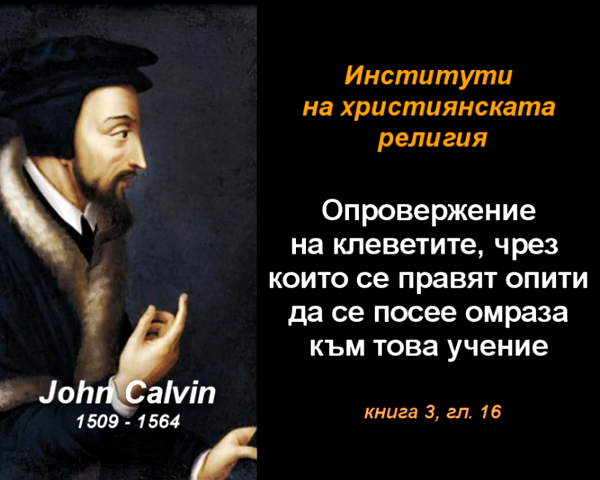 Институти
на християнската
религия
Опровержение
на клеветите, чрез
които се правят опити
да се посее омраза
към това учение
книга 3, гл. 16
John Calvin
1509 - 1564